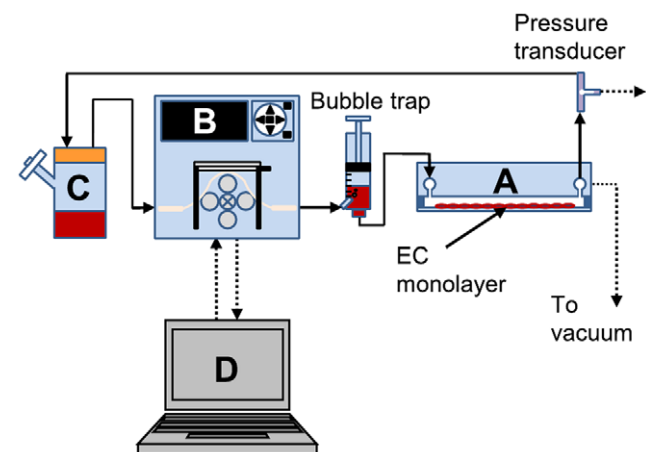 Pressure
transducer
Bubble trap
B
C
A
EC
monolayer
To
vacuum
D